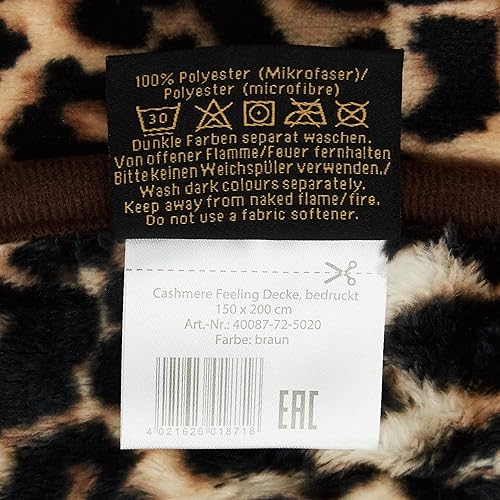 100% Polyester (Mikrofaser)/
Polyester (microfibre)
30
Dunkle Farben separat waschen.
Von offener Flamme/Feuer fernhalten
Bitte keinen Weichspüler verwenden./
Wash dark colours separately.
Keep away from naked flame/fire.
Do not use a fabric softener.
Cashmere Feeling Decke, bedruckt
150 x 200 cm
Art.-Nr.: 40087-72-5020
Farbe: braun
4 021626 018718
EAC